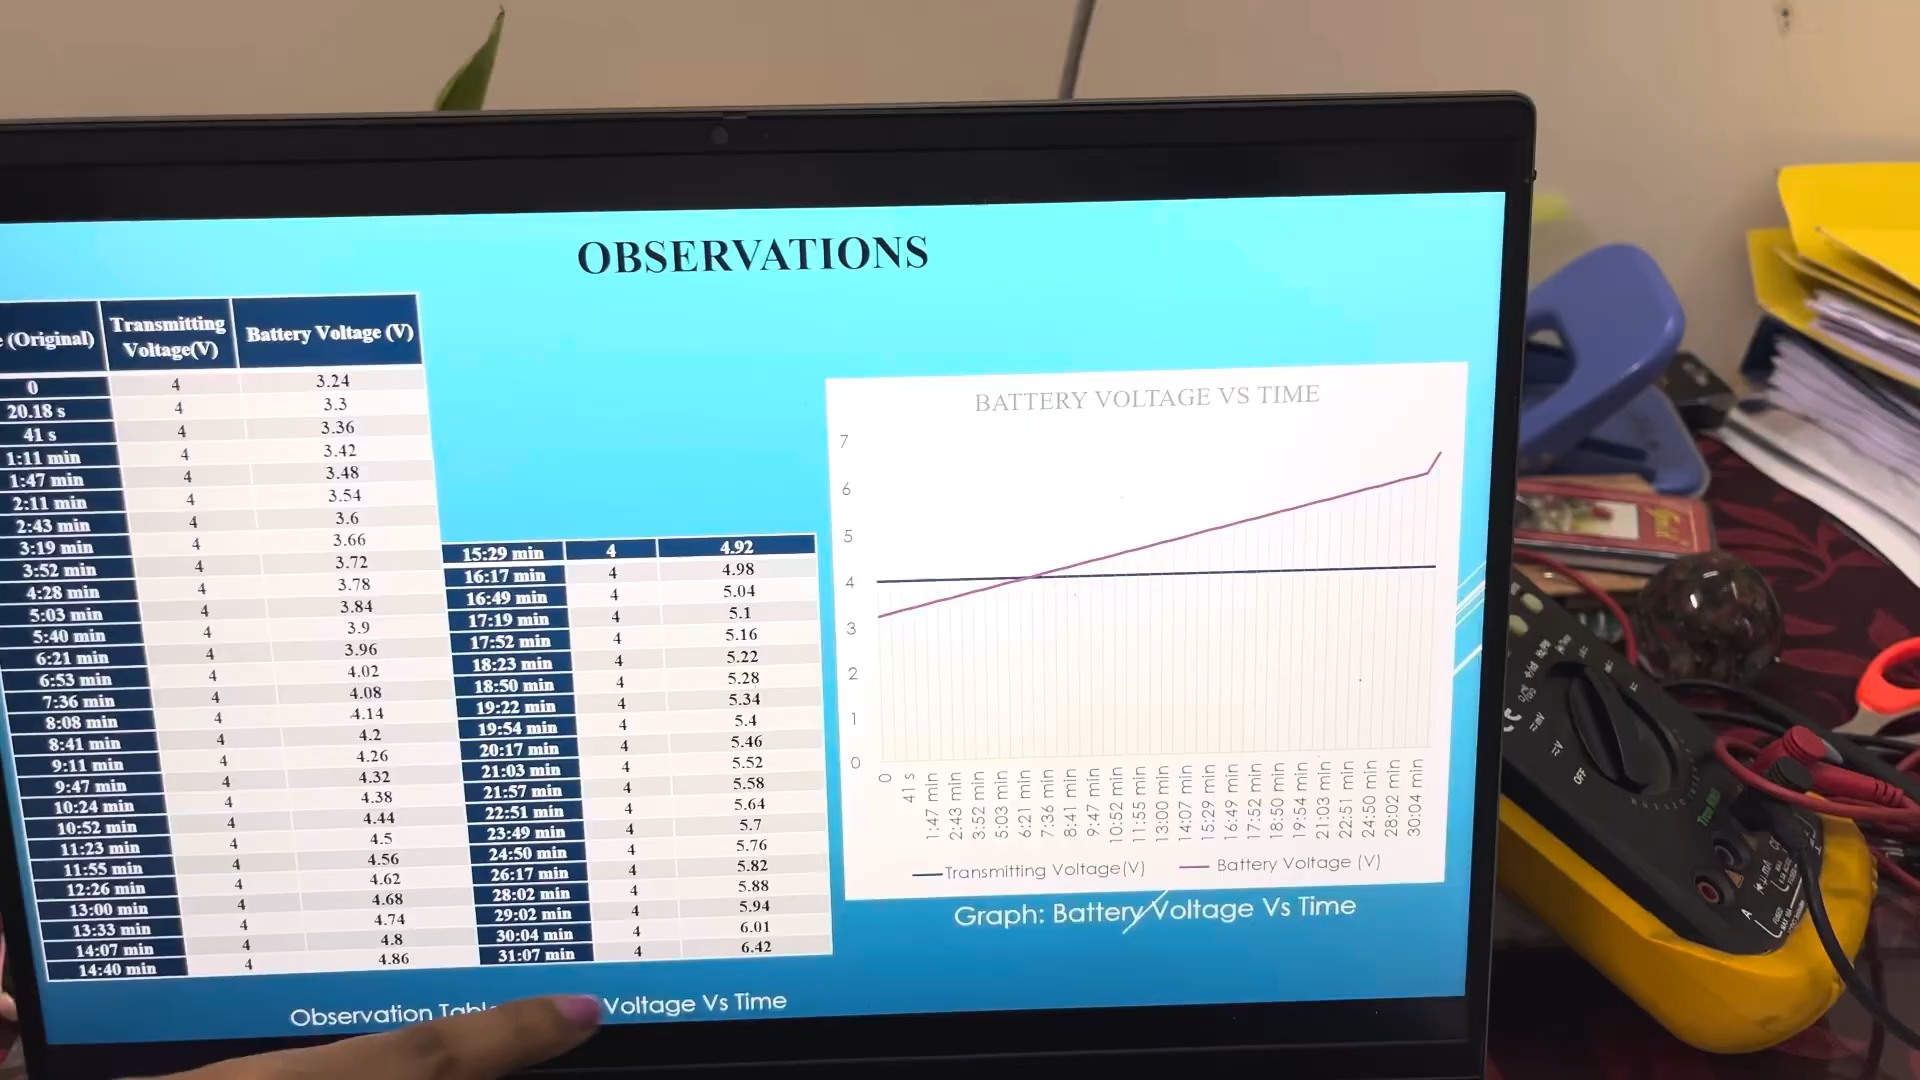 OBSERVATIONS
(Original) Transmitting Voltage(V) Battery Voltage (V)
0 4 3.24
20.18 s 4 3.3
41 s 4 3.36
1:11 min 4 3.42
1:47 min 4 3.48
2:11 min 4 3.54
2:43 min 4 3.6
3:19 min 4 3.66
3:52 min 4 3.72
4:28 min 4 3.78
5:03 min 4 3.84
5:40 min 4 3.9
6:21 min 4 3.96
6:53 min 4 4.02
7:36 min 4 4.08
8:08 min 4 4.14
8:41 min 4 4.2
9:11 min 4 4.26
9:47 min 4 4.32
10:24 min 4 4.38
10:52 min 4 4.44
11:23 min 4 4.5
11:55 min 4 4.56
12:26 min 4 4.62
13:00 min 4 4.68
13:33 min 4 4.74
14:07 min 4 4.8
14:40 min 4 4.86
15:29 min 4 4.92
16:17 min 4 4.98
16:49 min 4 5.04
17:19 min 4 5.1
17:52 min 4 5.16
18:23 min 4 5.22
18:50 min 4 5.28
19:22 min 4 5.34
19:54 min 4 5.4
20:17 min 4 5.46
21:03 min 4 5.52
21:57 min 4 5.58
22:51 min 4 5.64
23:49 min 4 5.7
24:50 min 4 5.76
26:17 min 4 5.82
28:02 min 4 5.88
29:02 min 4 5.94
30:04 min 4 6.01
31:07 min 4 6.42
Observation Voltage Vs Time
BATTERY VOLTAGE VS TIME
7
6
5
4
3
2
1
0
0
41 s
1:47 min
2:43 min
3:52 min
5:03 min
6:21 min
7:36 min
8:41 min
9:47 min
10:52 min
11:55 min
13:00 min
14:07 min
15:29 min
16:49 min
17:52 min
18:50 min
19:54 min
21:03 min
22:51 min
24:50 min
28:02 min
30:04 min
Transmitting Voltage(V) Battery Voltage (V)
Graph: Battery Voltage Vs Time
OFF